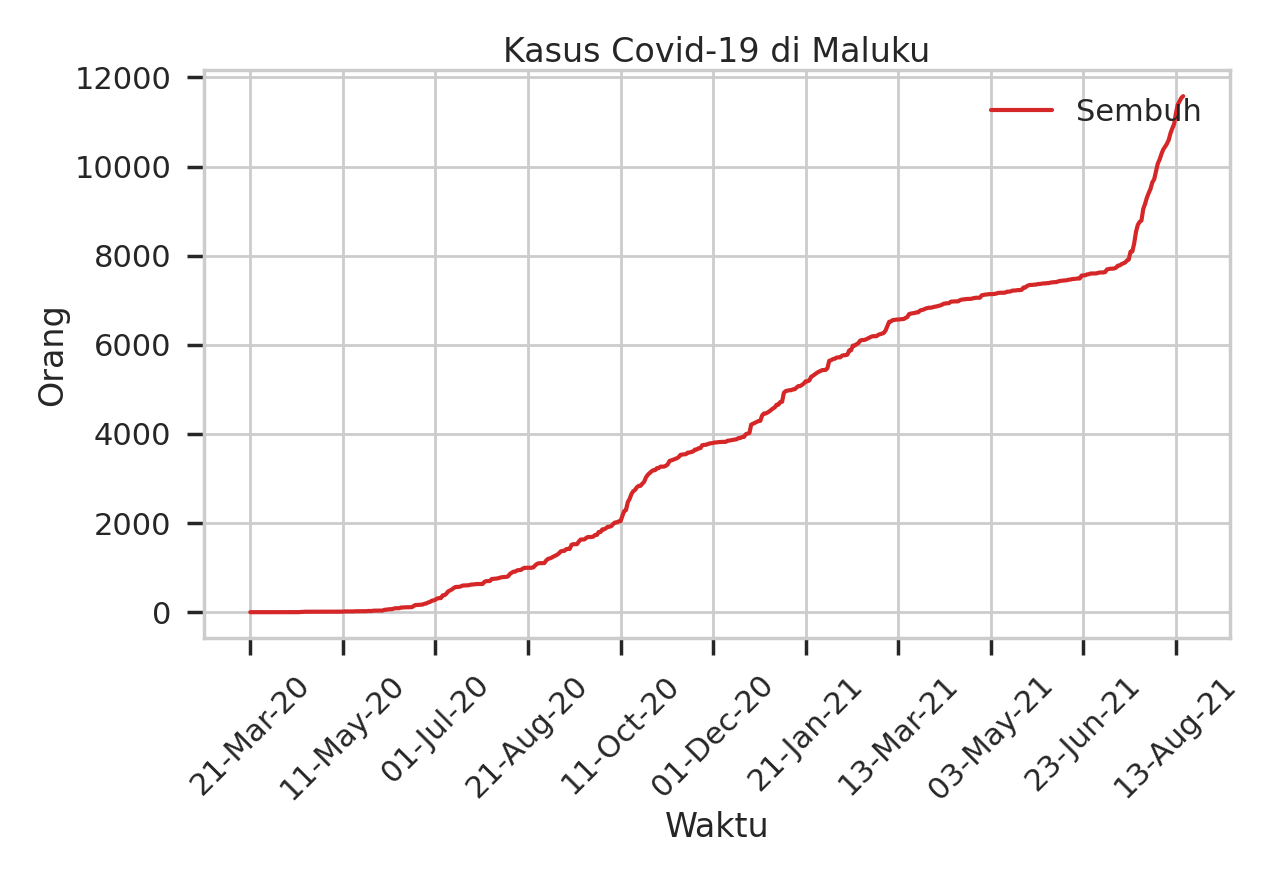 Kasus Covid-19 di Maluku
Sembuh
12000
10000
8000
6000
4000
2000
0
Orang
21-Mar-20
11-May-20
01-Jul-20
21-Aug-20
11-Oct-20
01-Dec-20
21-Jan-21
13-Mar-21
03-May-21
23-Jun-21
13-Aug-21
Waktu